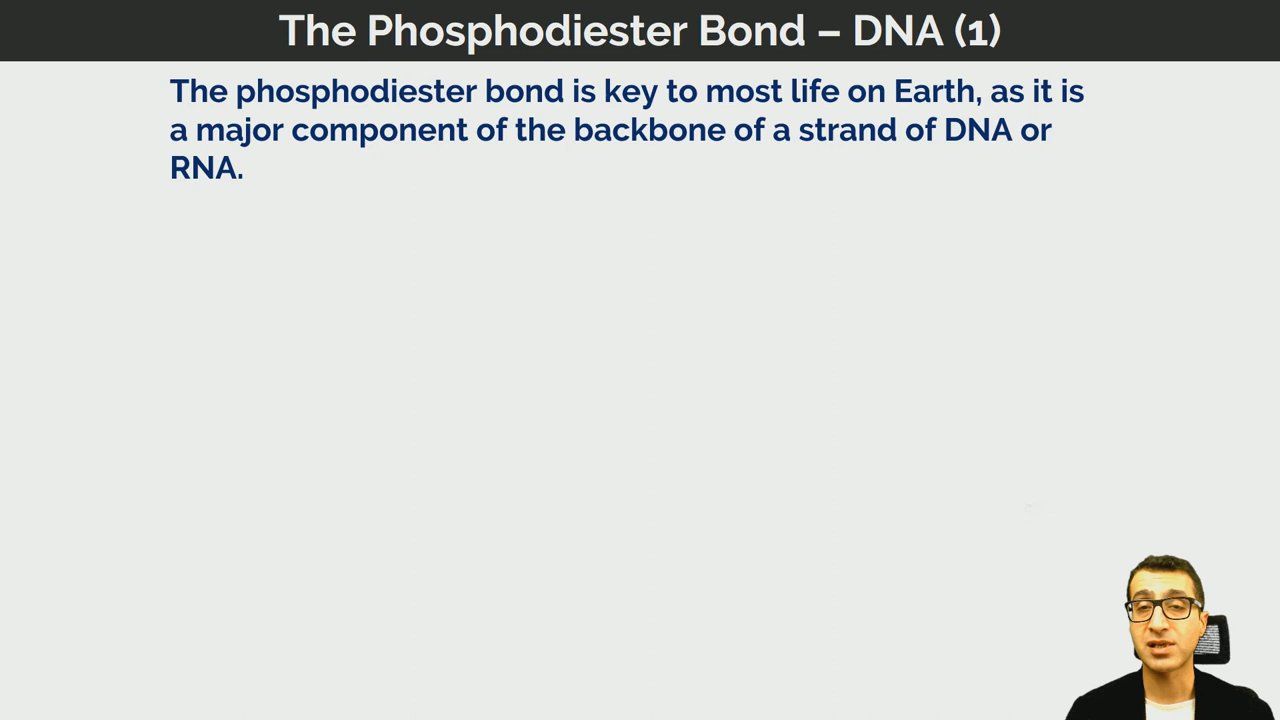 The Phosphodiester Bond – DNA (1)
The phosphodiester bond is key to most life on Earth, as it is
a major component of the backbone of a strand of DNA or
RNA.